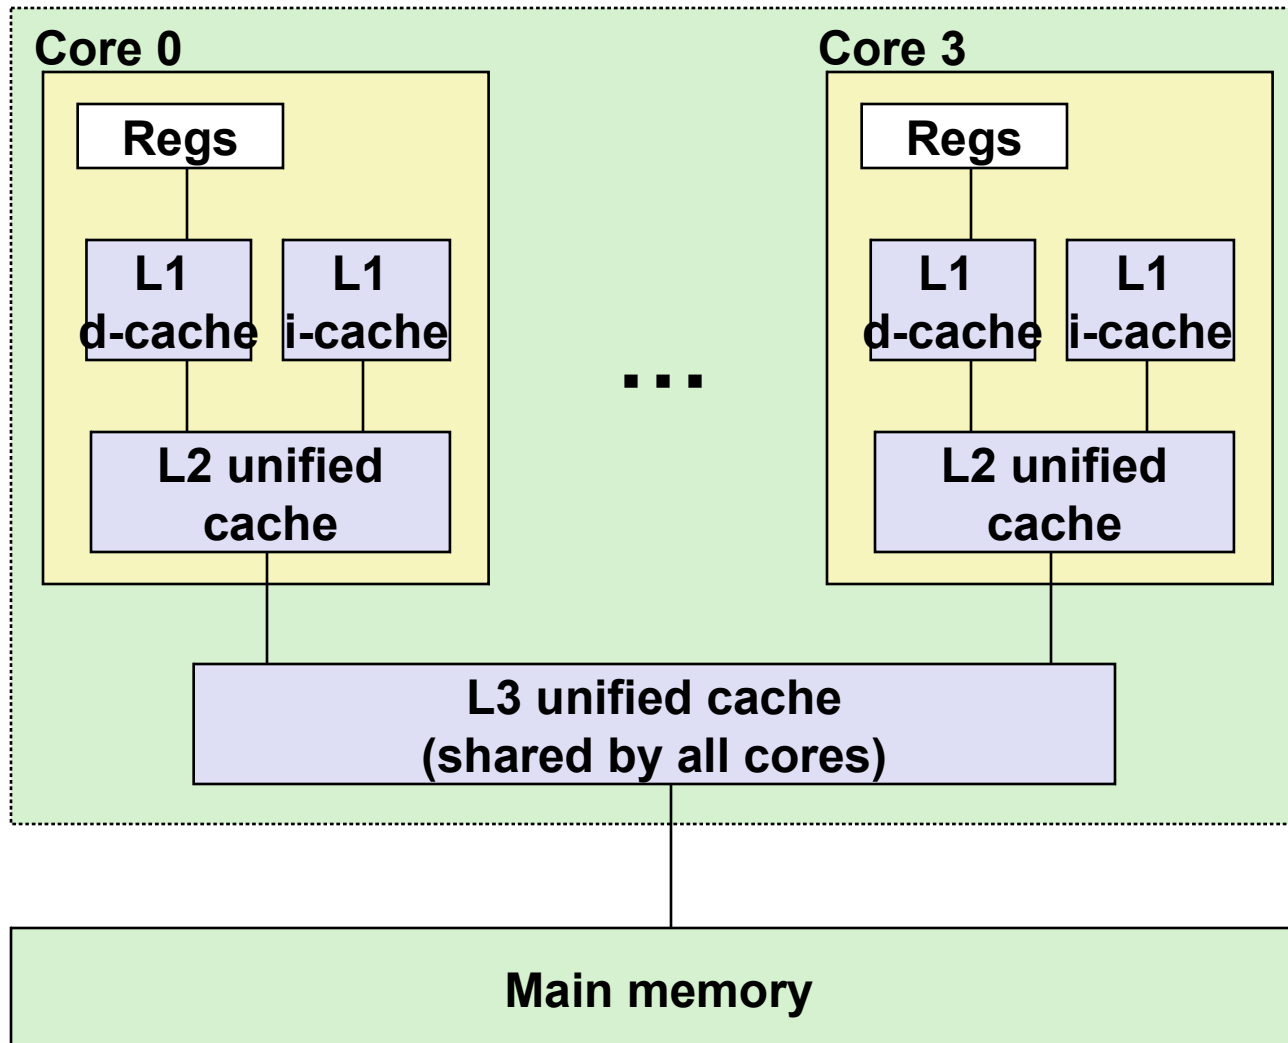 Core 0
Regs
L1
d-cache
L1
i-cache
L2 unified
cache
...
Core 3
Regs
L1
d-cache
L1
i-cache
L2 unified
cache
L3 unified cache
(shared by all cores)
Main memory